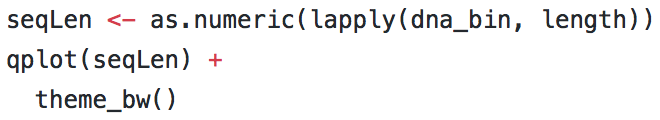 seqLen <- as.numeric(lapply(dna_bin, length))
qplot(seqLen) +
  theme_bw()